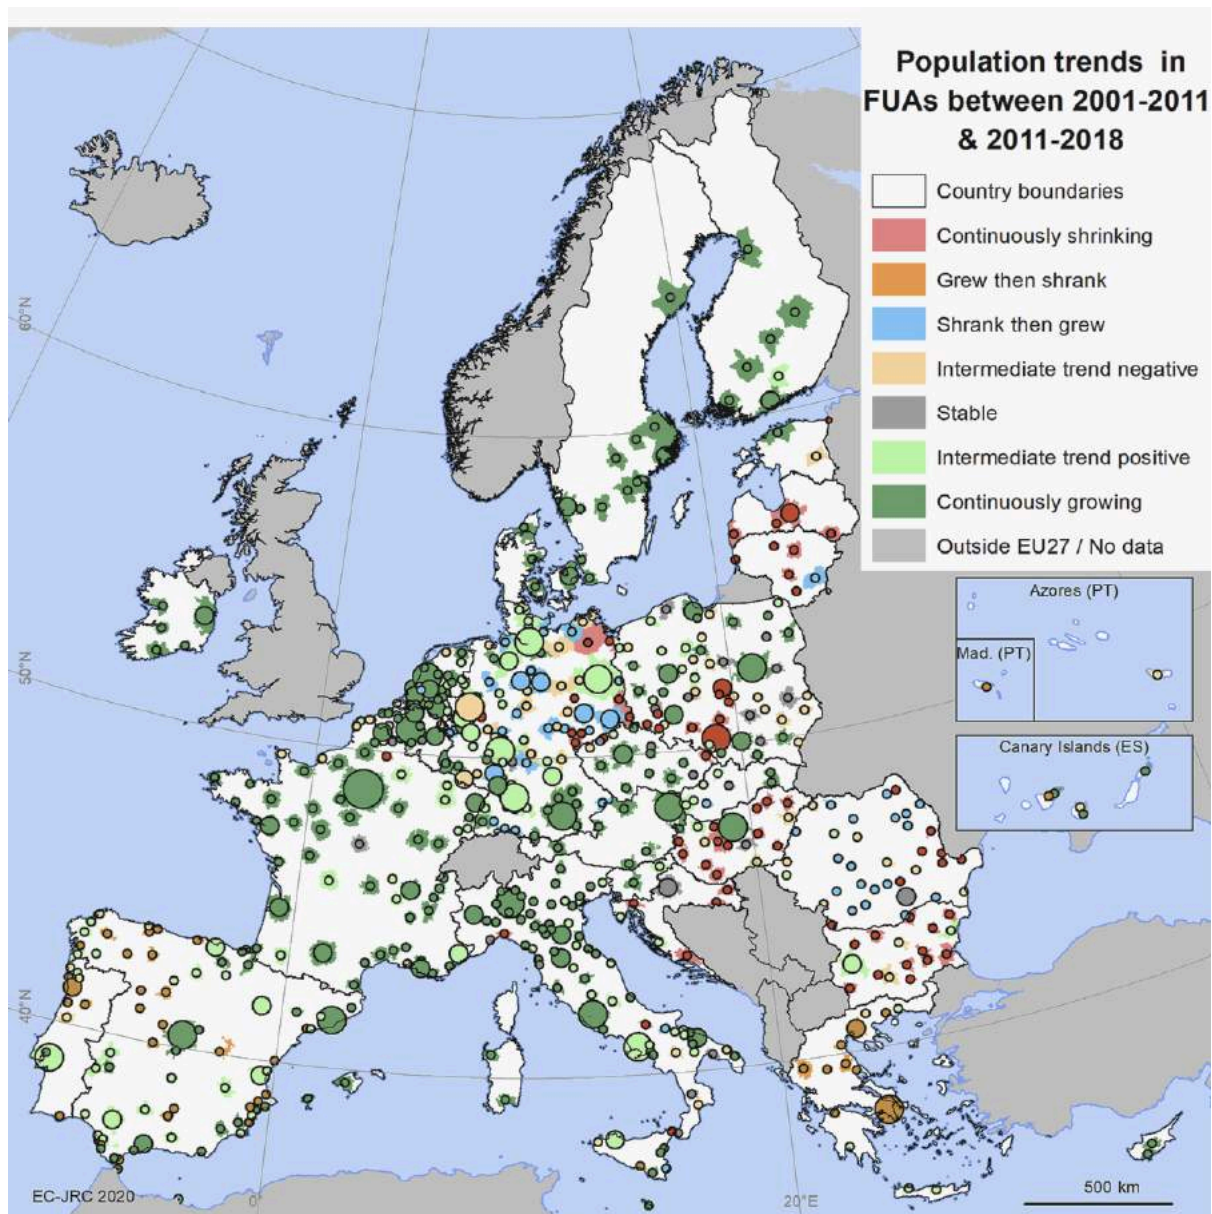 Population trends in
FUAs between 2001-2011
& 2011-2018
Country boundaries
Continuously shrinking
Grew then shrank
Shrank then grew
Intermediate trend negative
Stable
Intermediate trend positive
Continuously growing
Outside EU27 / No data
Azores (PT)
Mad. (PT)
Canary Islands (ES)
60°N
50°N
40°N
EC-JRC 2020
0°
20°E
500 km